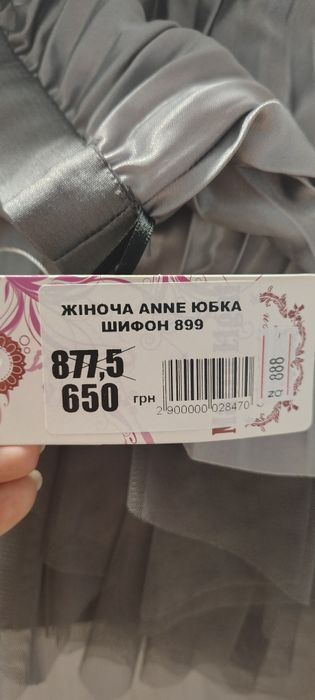 ЖІНОЧА ANNE ЮБКА
ШИФОН 899
877,5
650 грн
2 900000 028470
888